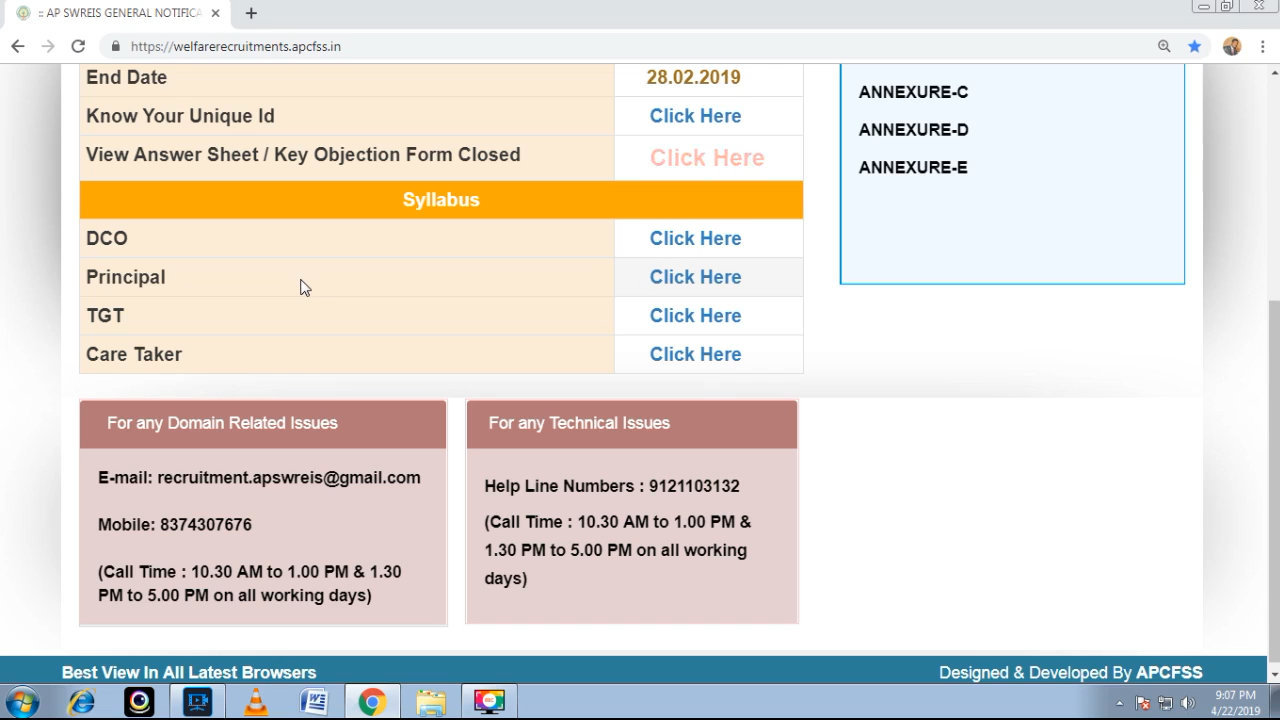 :: AP SWREIS GENERAL NOTIFICA
https://welfarerecruitments.apcfss.in
End Date 28.02.2019
Know Your Unique Id Click Here
View Answer Sheet / Key Objection Form Closed Click Here
Syllabus
DCO Click Here
Principal Click Here
TGT Click Here
Care Taker Click Here
ANNEXURE-C
ANNEXURE-D
ANNEXURE-E
For any Domain Related Issues
E-mail: recruitment.apswreis@gmail.com
Mobile: 8374307676
(Call Time : 10.30 AM to 1.00 PM & 1.30
PM to 5.00 PM on all working days)
For any Technical Issues
Help Line Numbers : 9121103132
(Call Time : 10.30 AM to 1.00 PM &
1.30 PM to 5.00 PM on all working
days)
Best View In All Latest Browsers
Designed & Developed By APCFSS
9:07 PM
4/22/2019